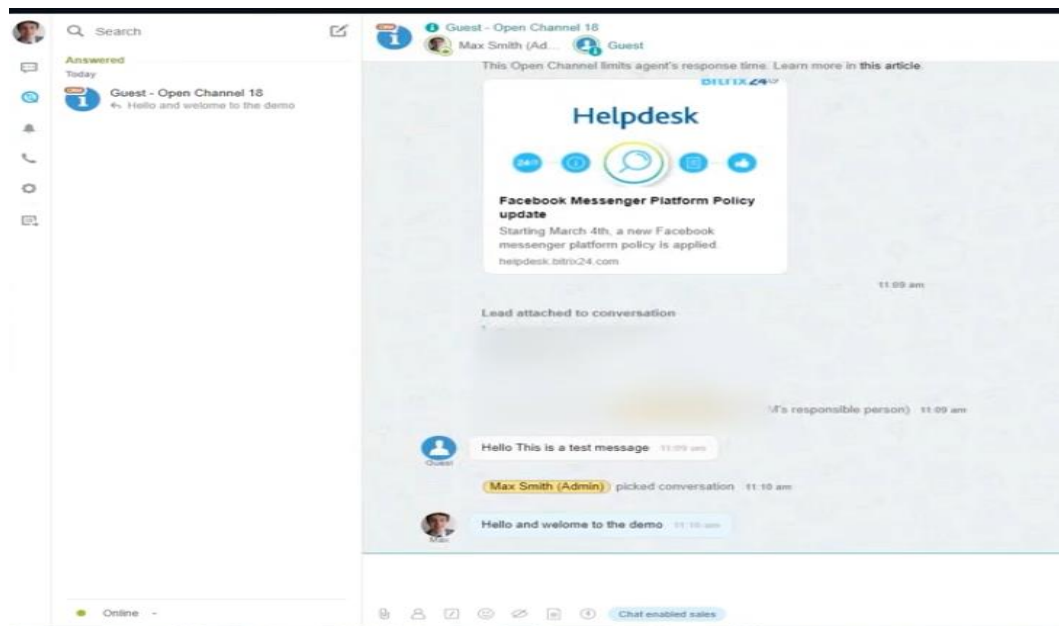 Search
Answered
Today
Guest - Open Channel 18
Hello and welome to the demo
Online -
Guest - Open Channel 18
Max Smith (Ad...
Guest
This Open Channel limits agent's response time. Learn more in this article.
Helpdesk
Facebook Messenger Platform Policy
update
Starting March 4th, a new Facebook
messenger platform policy is applied.
helpdesk.bitrix24.com
11:09 am
Lead attached to conversation
responsible person) 11:09 am
Hello This is a test message 11:09 am
Guest
Max Smith (Admin) picked conversation 11:10 am
Hello and welome to the demo 11:10 am
Max
Chat enabled sales